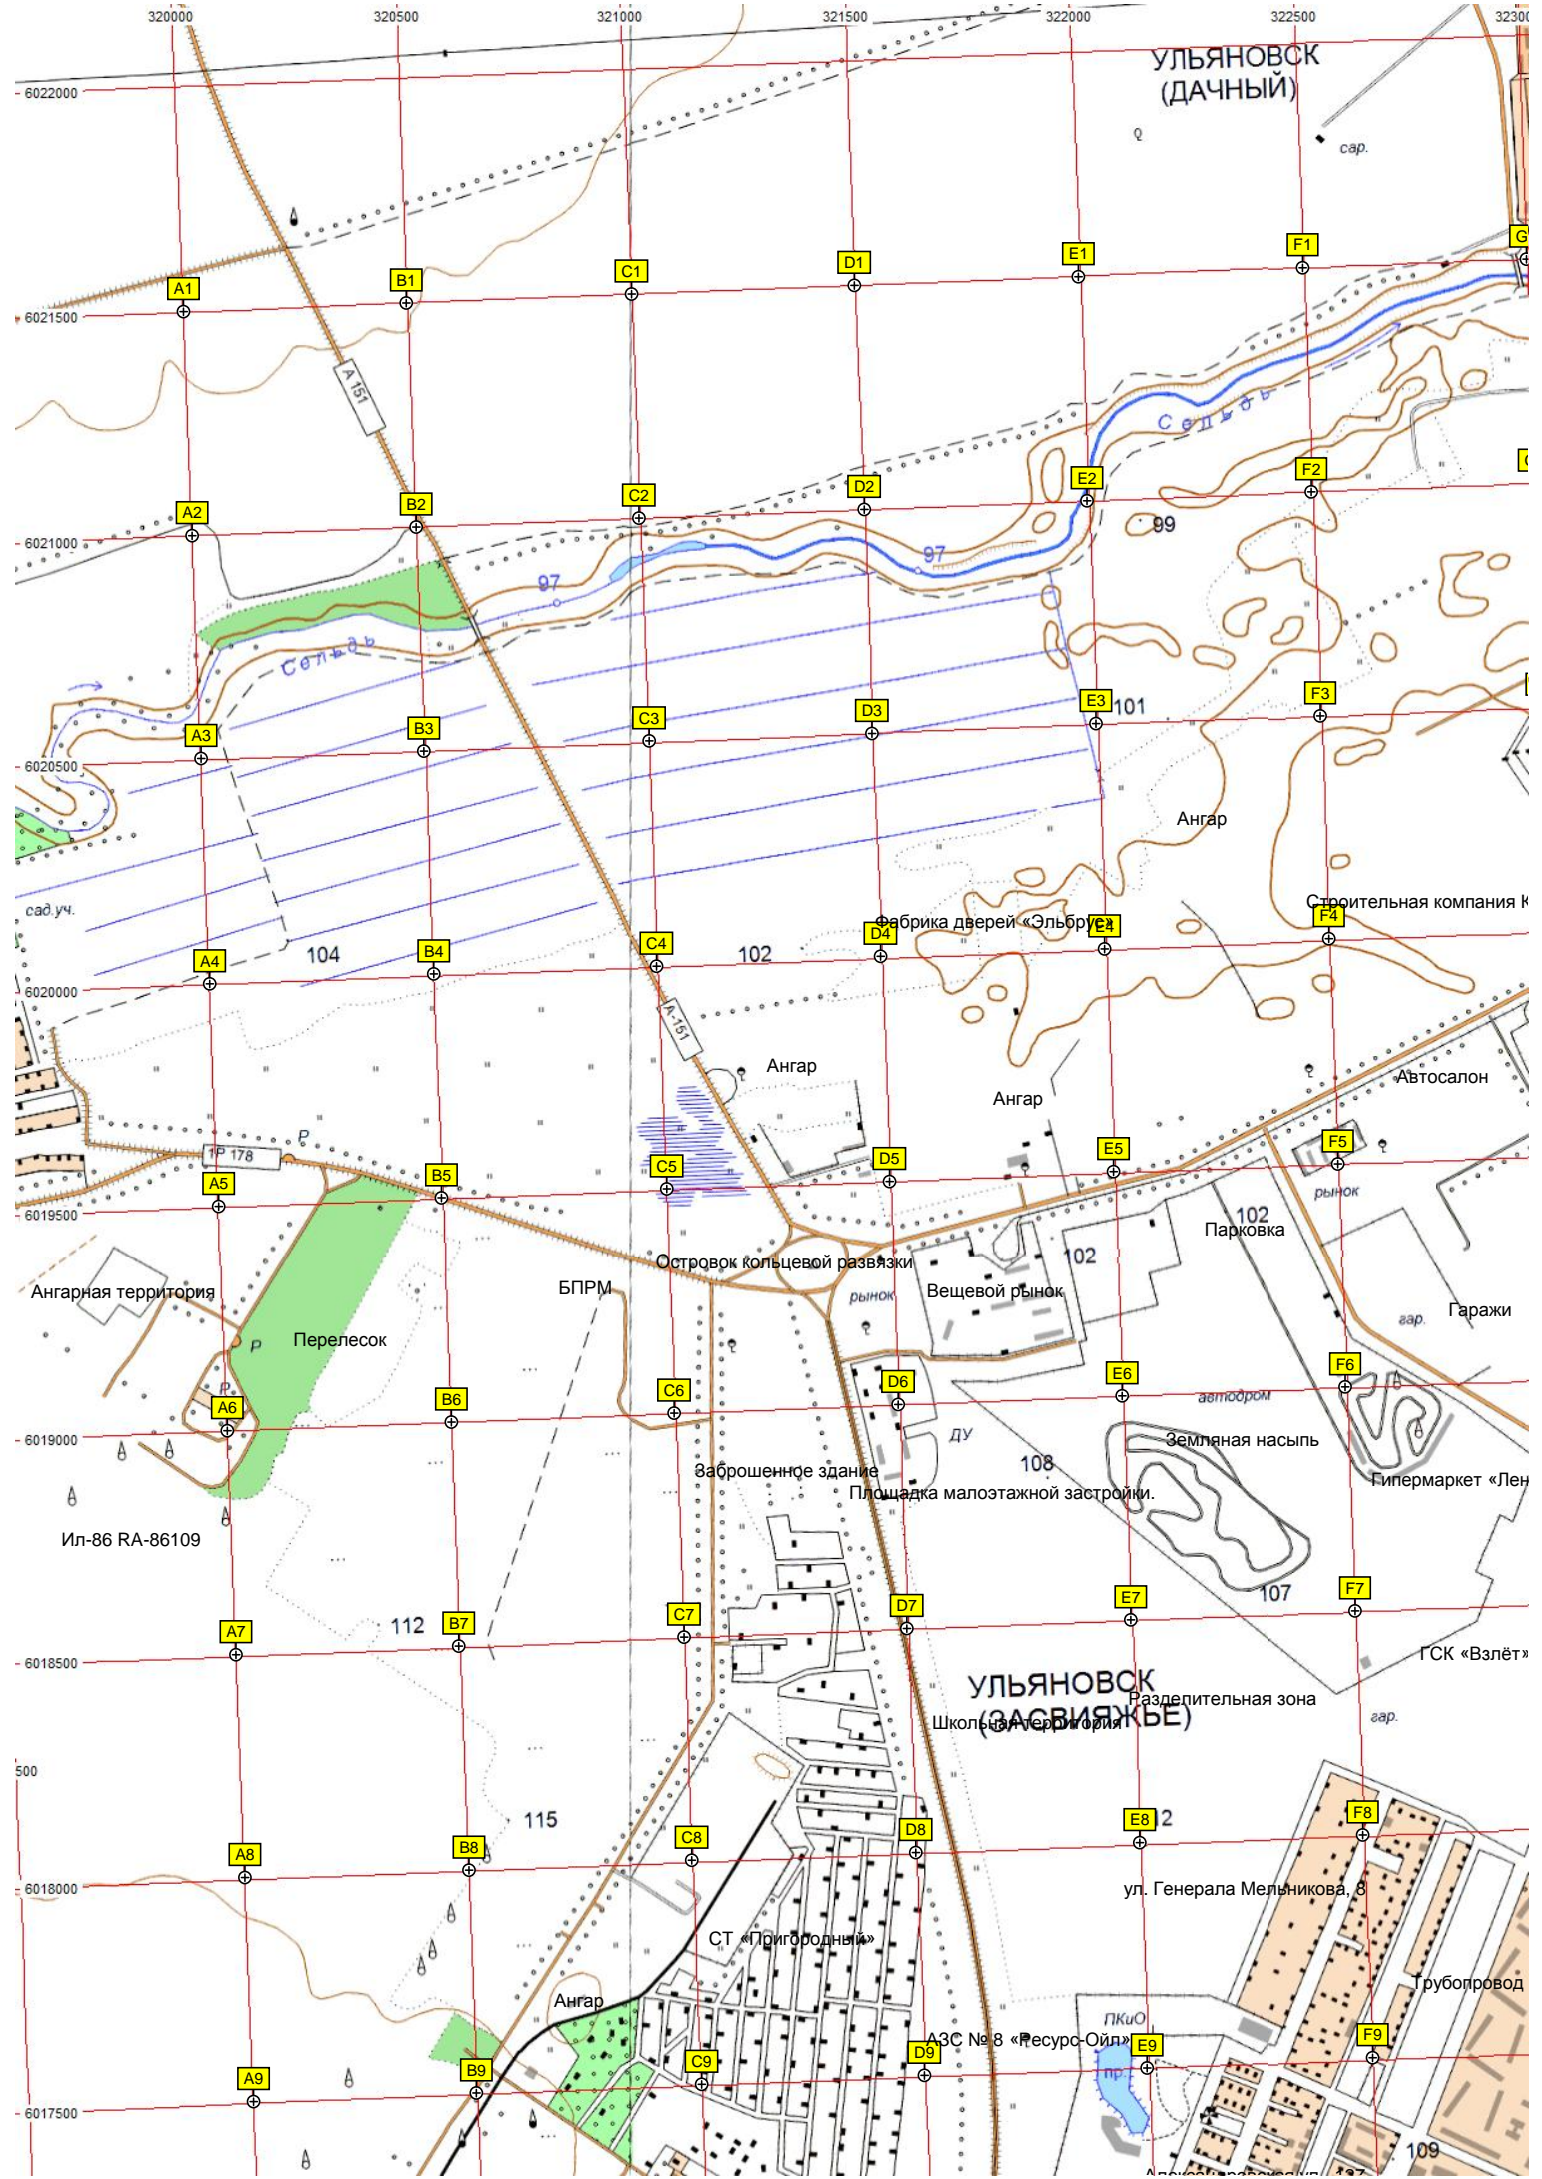 320000 320500 321000 321500 322000 322500 32300
УЛЬЯНОВСК
(ДАЧНЫЙ)
6022000
сар.
A1 B1 C1 D1 E1 F1 G
6021500
А 151
Сельдь
A2 B2 C2 D2 E2 F2
6021000
99
97
97
Сельдь
A3 B3 C3 D3 E3 F3
101
6020500
Ангар
сад.уч.
Строительная компания К
Фабрика дверей «Эльбрус»
A4 B4 C4 D4 E4 F4
104
102
6020000
А-151
Ангар
Автосалон
Ангар
Р
1Р 178
A5 B5 C5 D5 E5 F5
6019500
рынок
102
Парковка
102
Островок кольцевой развязки
Ангарная территория
БПРМ
рынок
Вещевой рынок
гар.
Гаражи
Р
Перелесок
Р
A6 B6 C6 D6 E6 F6
автодром
6019000
ДУ
Земляная насыпь
108
Заброшенное здание
Гипермаркет «Лен
Площадка малоэтажной застройки.
Ил-86 RA-86109
107
112
A7 B7 C7 D7 E7 F7
6018500
ГСК «Взлёт»
УЛЬЯНОВСК
(ЗАСВИЯЖЬЕ)
Разделительная зона
Школьная территория
гар.
500
115
A8 B8 C8 D8 E8 F8
12
6018000
ул. Генерала Мельникова, 8
СТ «Пригородный»
Трубопровод
Ангар
ПКиО
АЗС № 8 «Ресурс-Ойл»
A9 B9 C9 D9 E9 F9
пр.
6017500
109